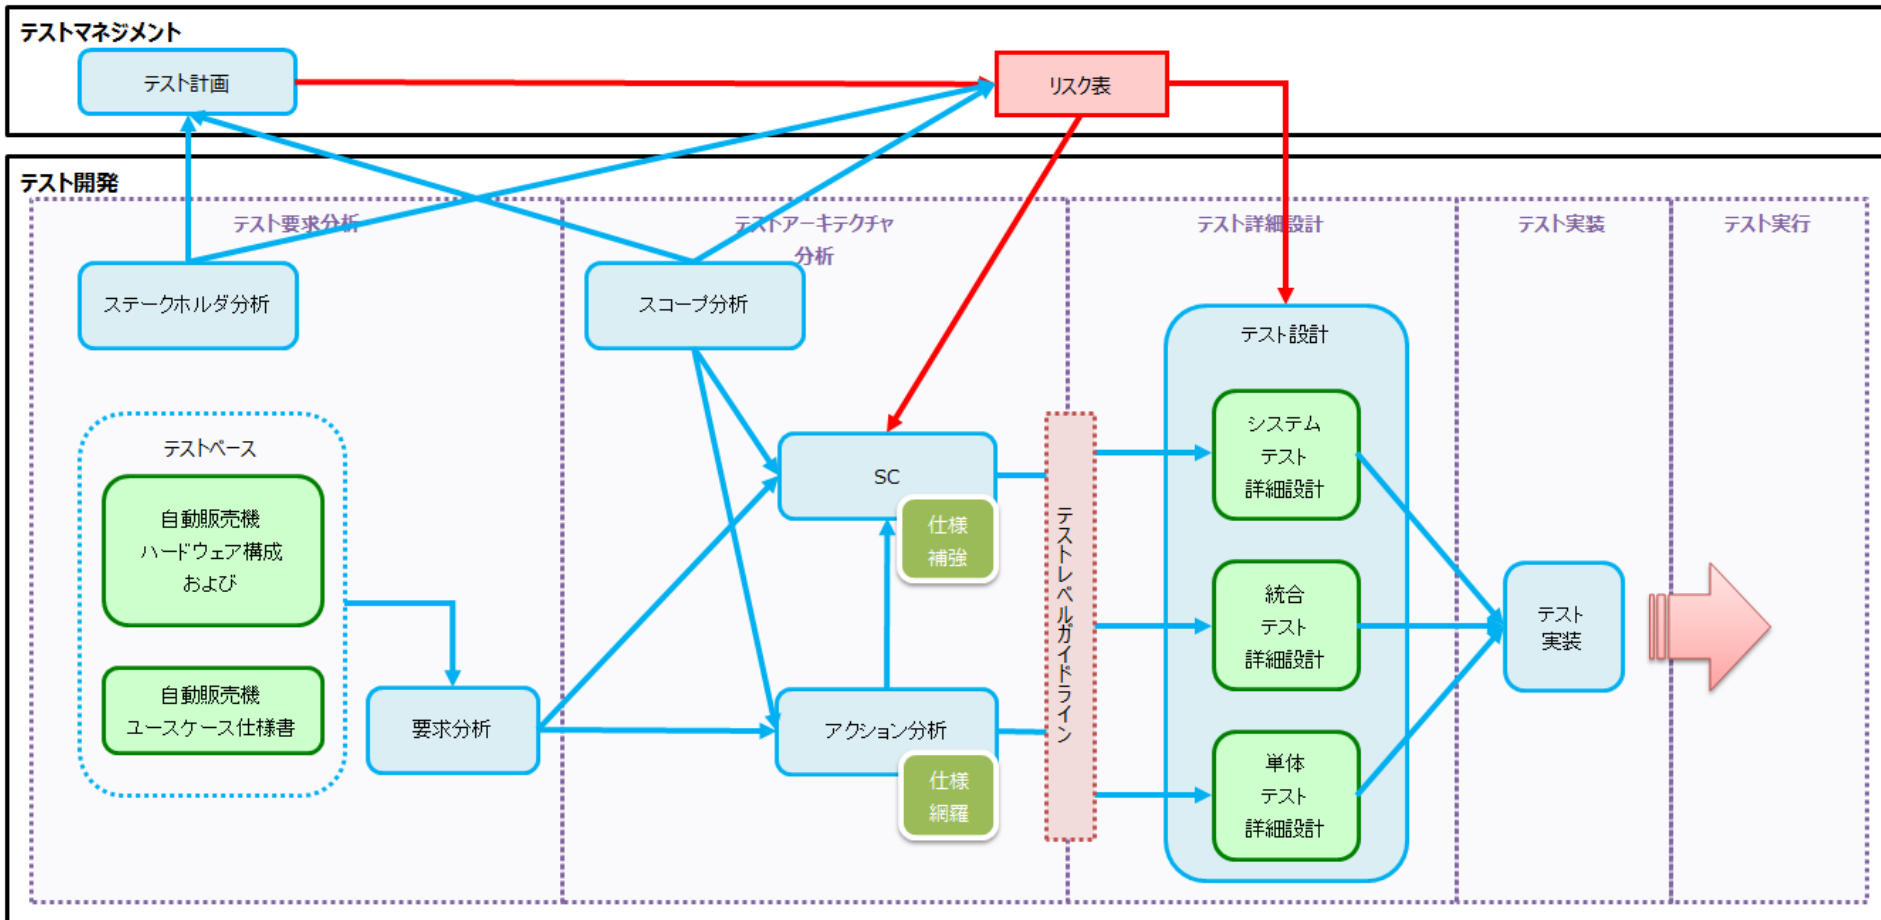 テストマネジメント
テスト計画
リスク表
テスト開発
テスト要求分析
テストアーキテクチャ
分析
テスト詳細設計
テスト実装
テスト実行
ステークホルダ分析
スコープ分析
テスト設計
テストベース
自動販売機
ハードウェア構成
および
自動販売機
ユースケース仕様書
要求分析
SC
仕様
補強
アクション分析
仕様
網羅
テストレベルガイドライン
システム
テスト
詳細設計
統合
テスト
詳細設計
単体
テスト
詳細設計
テスト
実装